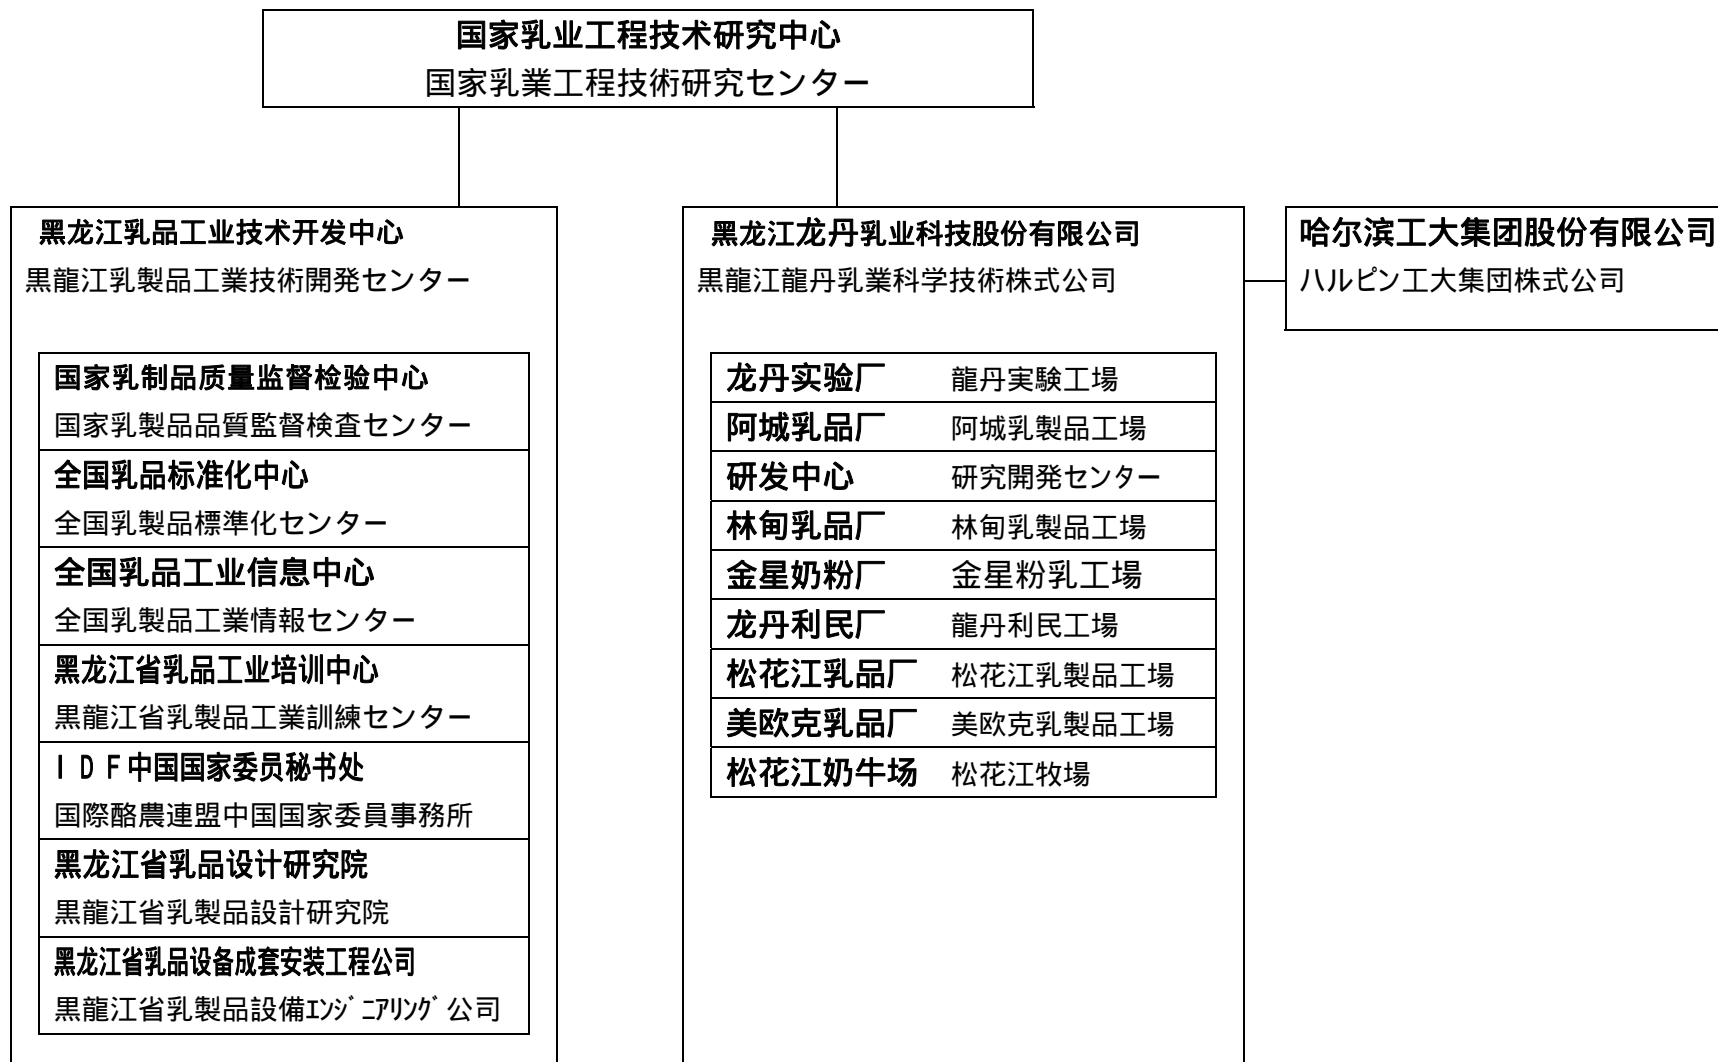 国家乳业工程技术研究中心
国家乳業工程技術研究センター
黑龙江乳品工业技术开发中心
黒龍江乳製品工業技術開発センター
国家乳制品质量监督检验中心
国家乳製品品質監督検査センター
全国乳品标准化中心
全国乳製品標準化センター
全国乳品工业信息中心
全国乳製品工業情報センター
黑龙江省乳品工业培训中心
黒龍江省乳製品工業訓練センター
ＩＤＦ中国国家委员秘书处
国際酪農連盟中国国家委員事務所
黑龙江省乳品设计研究院
黒龍江省乳製品設計研究院
黑龙江省乳品设备成套安装工程公司
黒龍江省乳製品設備ｴﾝｼﾞﾆｱﾘﾝｸﾞ公司
黑龙江龙丹乳业科技股份有限公司
黒龍江龍丹乳業科学技術株式公司
龙丹实验厂 龍丹実験工場
阿城乳品厂 阿城乳製品工場
研发中心 研究開発センター
林甸乳品厂 林甸乳製品工場
金星奶粉厂 金星粉乳工場
龙丹利民厂 龍丹利民工場
松花江乳品厂 松花江乳製品工場
美欧克乳品厂 美欧克乳製品工場
松花江奶牛场 松花江牧場
哈尔滨工大集团股份有限公司
ハルピン工大集団株式公司